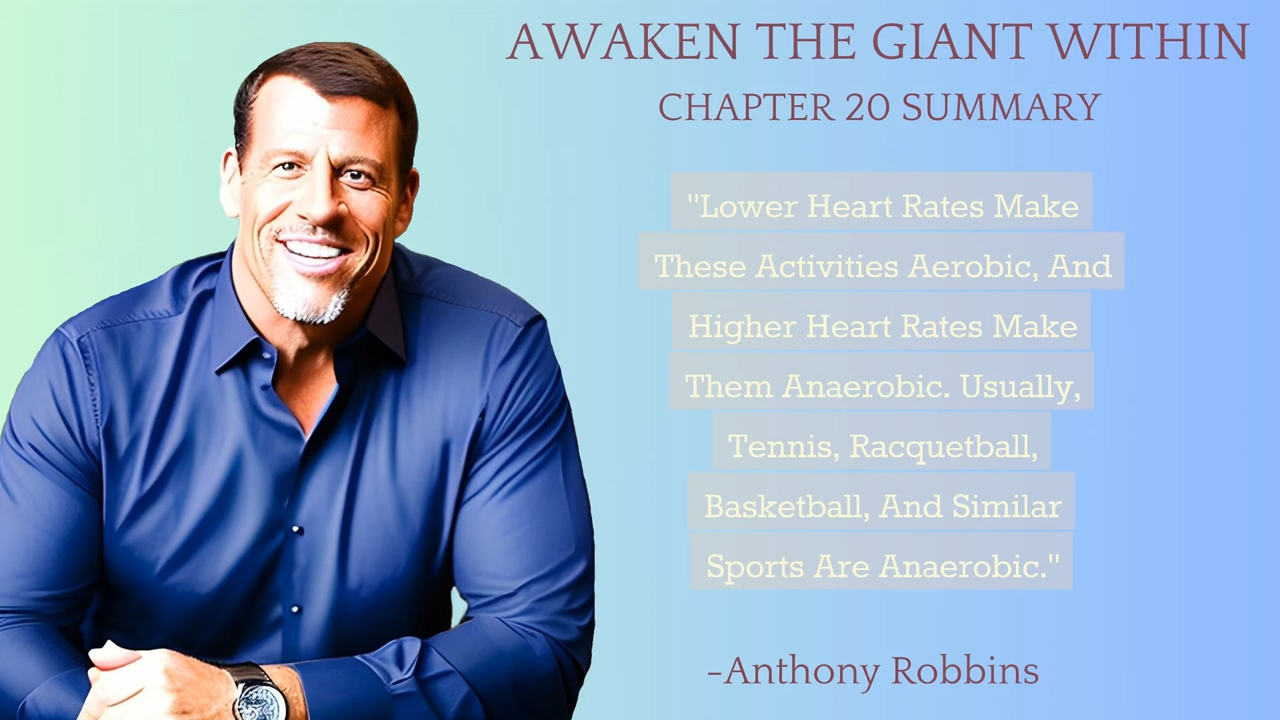 AWAKEN THE GIANT WITHIN
CHAPTER 20 SUMMARY
"Lower Heart Rates Make
These Activities Aerobic, And
Higher Heart Rates Make
Them Anaerobic. Usually,
Tennis, Racquetball,
Basketball, And Similar
Sports Are Anaerobic."
-Anthony Robbins